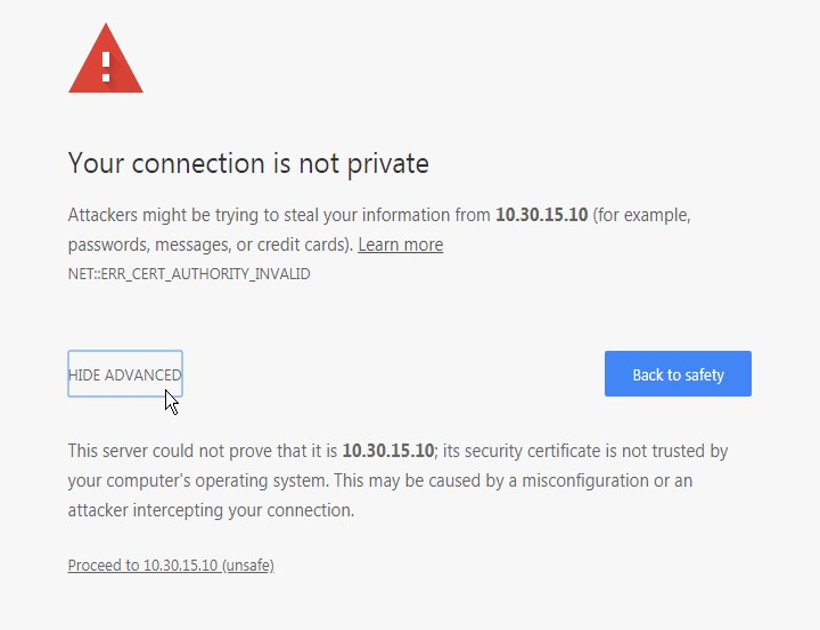 Your connection is not private
Attackers might be trying to steal your information from 10.30.15.10 (for example,
passwords, messages, or credit cards). Learn more
NET::ERR_CERT_AUTHORITY_INVALID
HIDE ADVANCED
Back to safety
This server could not prove that it is 10.30.15.10; its security certificate is not trusted by
your computer's operating system. This may be caused by a misconfiguration or an
attacker intercepting your connection.
Proceed to 10.30.15.10 (unsafe)